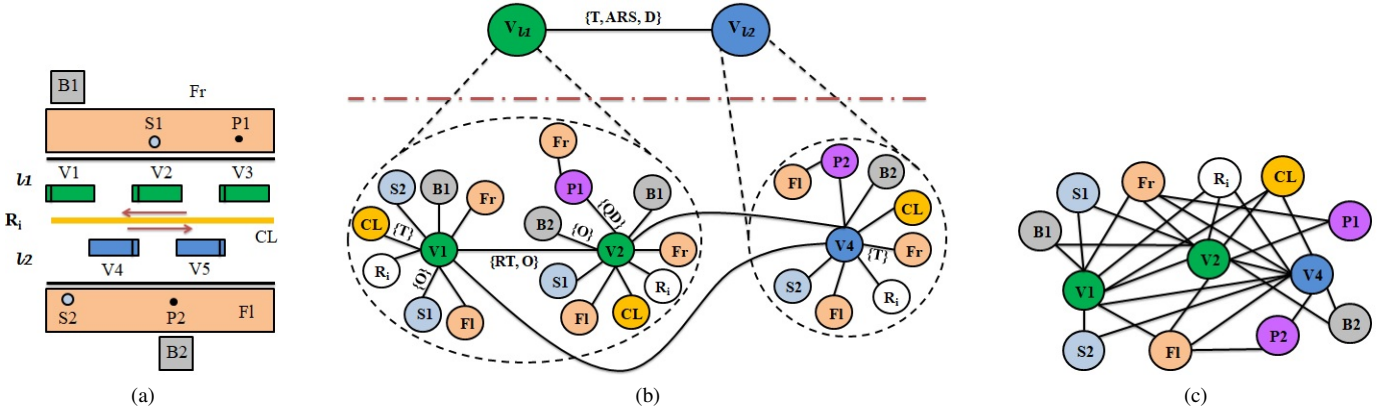 B1
Fr
S1 P1
V1 V2 V3
l1
Ri
CL
l2
V4 V5
S2 P2 Fl
B2
(a)
Vl1 {T, ARS, D} Vl2
Fr
S2 B1 Fr
P1 B1
CL {T} V1
B2 {O} {QD} V2 Fr
{RT, O}
Ri {O} S1 Fl
S1 Fl CL Ri
P2 B2
Fl CL
V4 Fr
{T}
S2 Fl Ri
(b)
S1 Fr Ri CL
B1 P1
V2
V1 V4
B2
S2 Fl P2
(c)